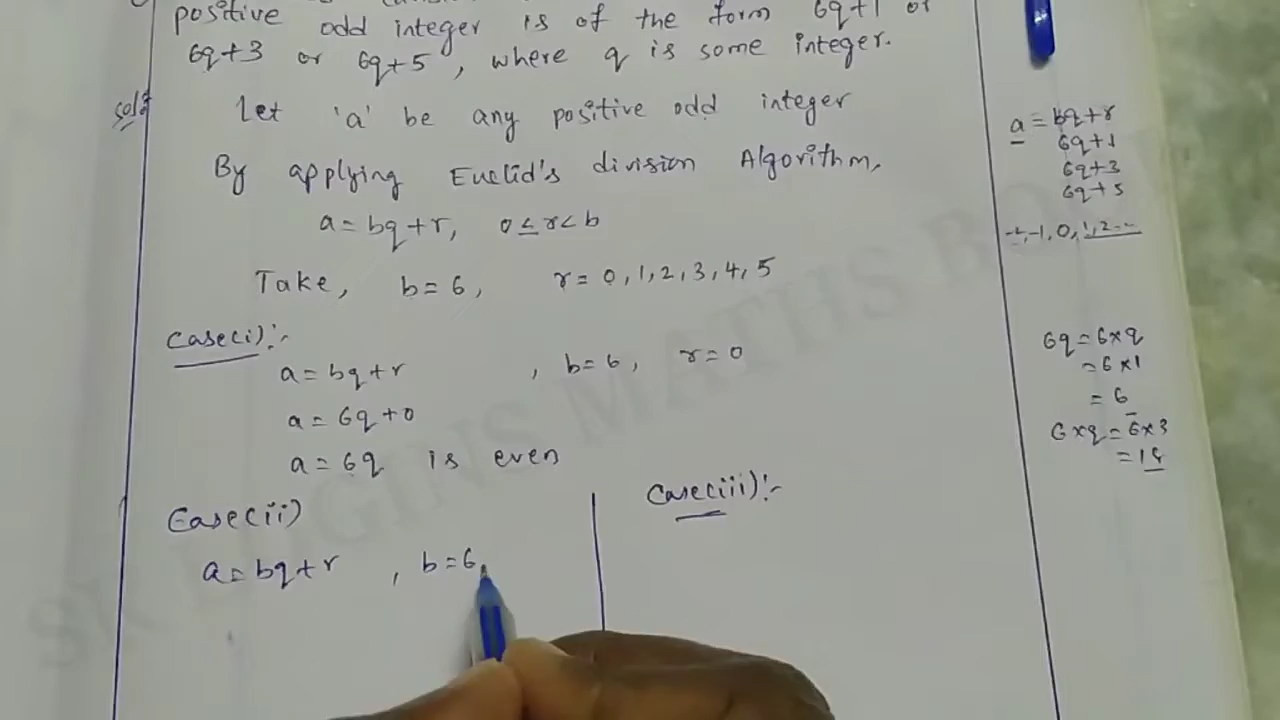 positive odd integer is of the form 6q+1 or
6q+3 or 6q+5, where q is some integer.
Sol:
Let 'a' be any positive odd integer
By applying Euclid's division Algorithm,
a = bq+r, 0≤r<b
Take, b=6, r=0,1,2,3,4,5
Case(i):-
a = bq+r , b=6, r=0
a = 6q+0
a = 6q is even
Case(ii)
a = bq+r , b=6,
Case(iii):-
a = bq+r
6q+1
6q+3
6q+5
-1, 0, 1, 2--
6q = 6×q
= 6×1
= 6
6×q = 6×3
= 18
MATHS